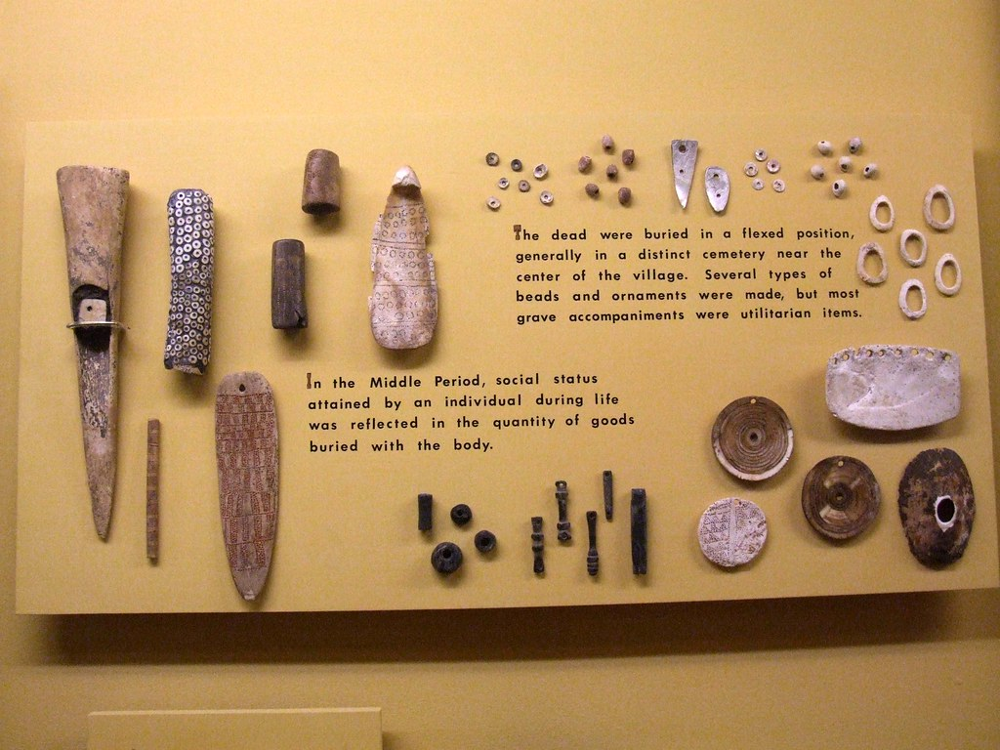 The dead were buried in a flexed position,
generally in a distinct cemetery near the
center of the village. Several types of
beads and ornaments were made, but most
grave accompaniments were utilitarian items.
In the Middle Period, social status
attained by an individual during life
was reflected in the quantity of goods
buried with the body.